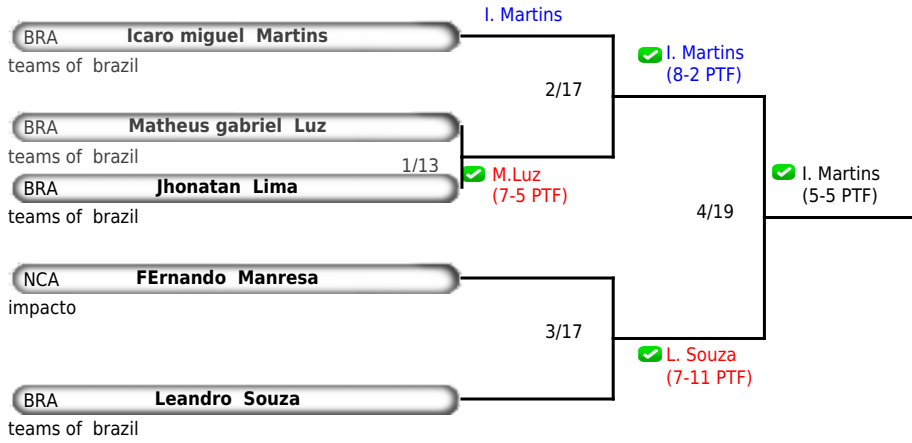 I. Martins
BRA Icaro miguel Martins
teams of brazil
I. Martins
(8-2 PTF)
2/17
BRA Matheus gabriel Luz
teams of brazil
1/13
M.Luz
(7-5 PTF)
BRA Jhonatan Lima
teams of brazil
I. Martins
(5-5 PTF)
4/19
NCA FErnando Manresa
impacto
3/17
L. Souza
(7-11 PTF)
BRA Leandro Souza
teams of brazil